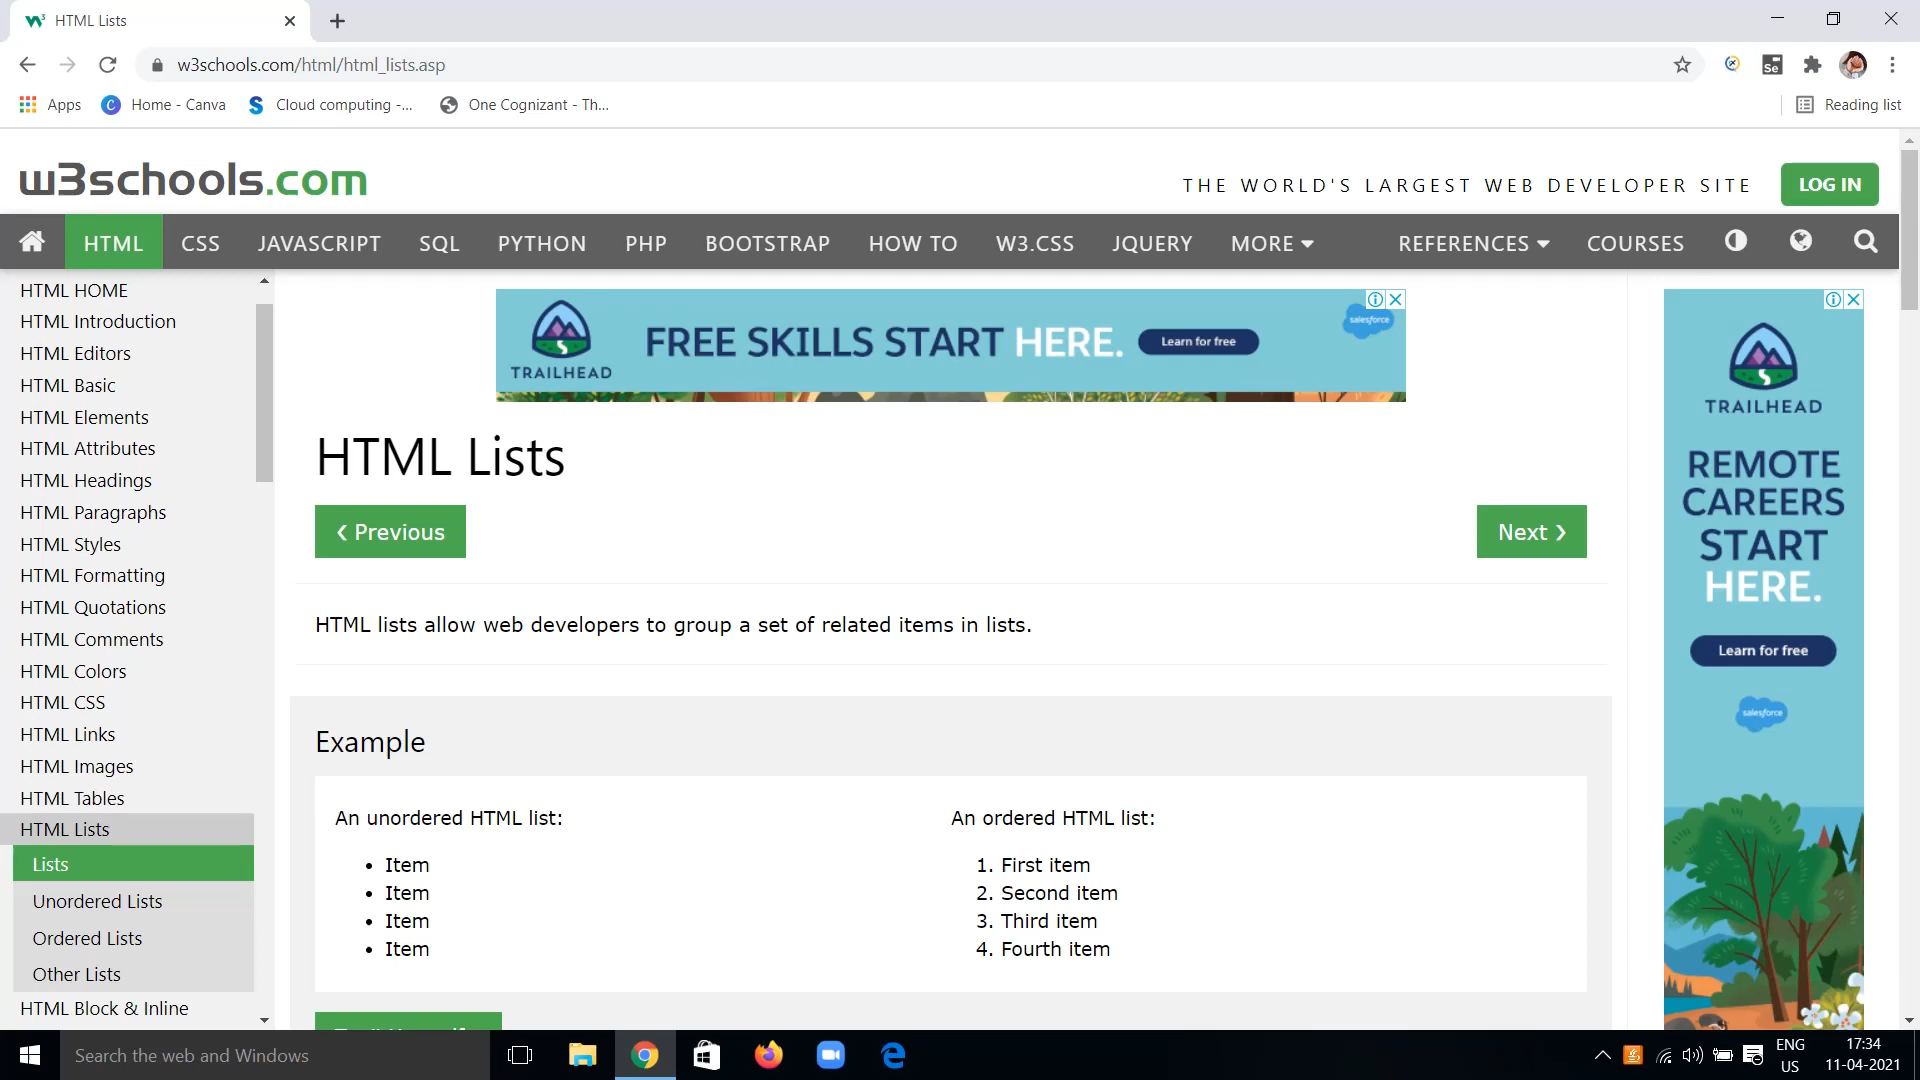 HTML Lists
w3schools.com/html/html_lists.asp
Se
Apps
Home - Canva
Cloud computing -...
One Cognizant - Th...
Reading list
w3schools.com
THE WORLD'S LARGEST WEB DEVELOPER SITE
LOG IN
HTML CSS JAVASCRIPT SQL PYTHON PHP BOOTSTRAP HOW TO W3.CSS JQUERY MORE REFERENCES COURSES
HTML HOME
HTML Introduction
HTML Editors
HTML Basic
HTML Elements
HTML Attributes
HTML Headings
HTML Paragraphs
HTML Styles
HTML Formatting
HTML Quotations
HTML Comments
HTML Colors
HTML CSS
HTML Links
HTML Images
HTML Tables
HTML Lists
Lists
Unordered Lists
Ordered Lists
Other Lists
HTML Block & Inline
TRAILHEAD
FREE SKILLS START HERE.
Learn for free
salesforce
HTML Lists
❮ Previous
Next ❯
HTML lists allow web developers to group a set of related items in lists.
Example
An unordered HTML list:
• Item
• Item
• Item
• Item
An ordered HTML list:
1. First item
2. Second item
3. Third item
4. Fourth item
TRAILHEAD
REMOTE
CAREERS
START
HERE.
Learn for free
salesforce
Search the web and Windows
ENG
US
17:34
11-04-2021